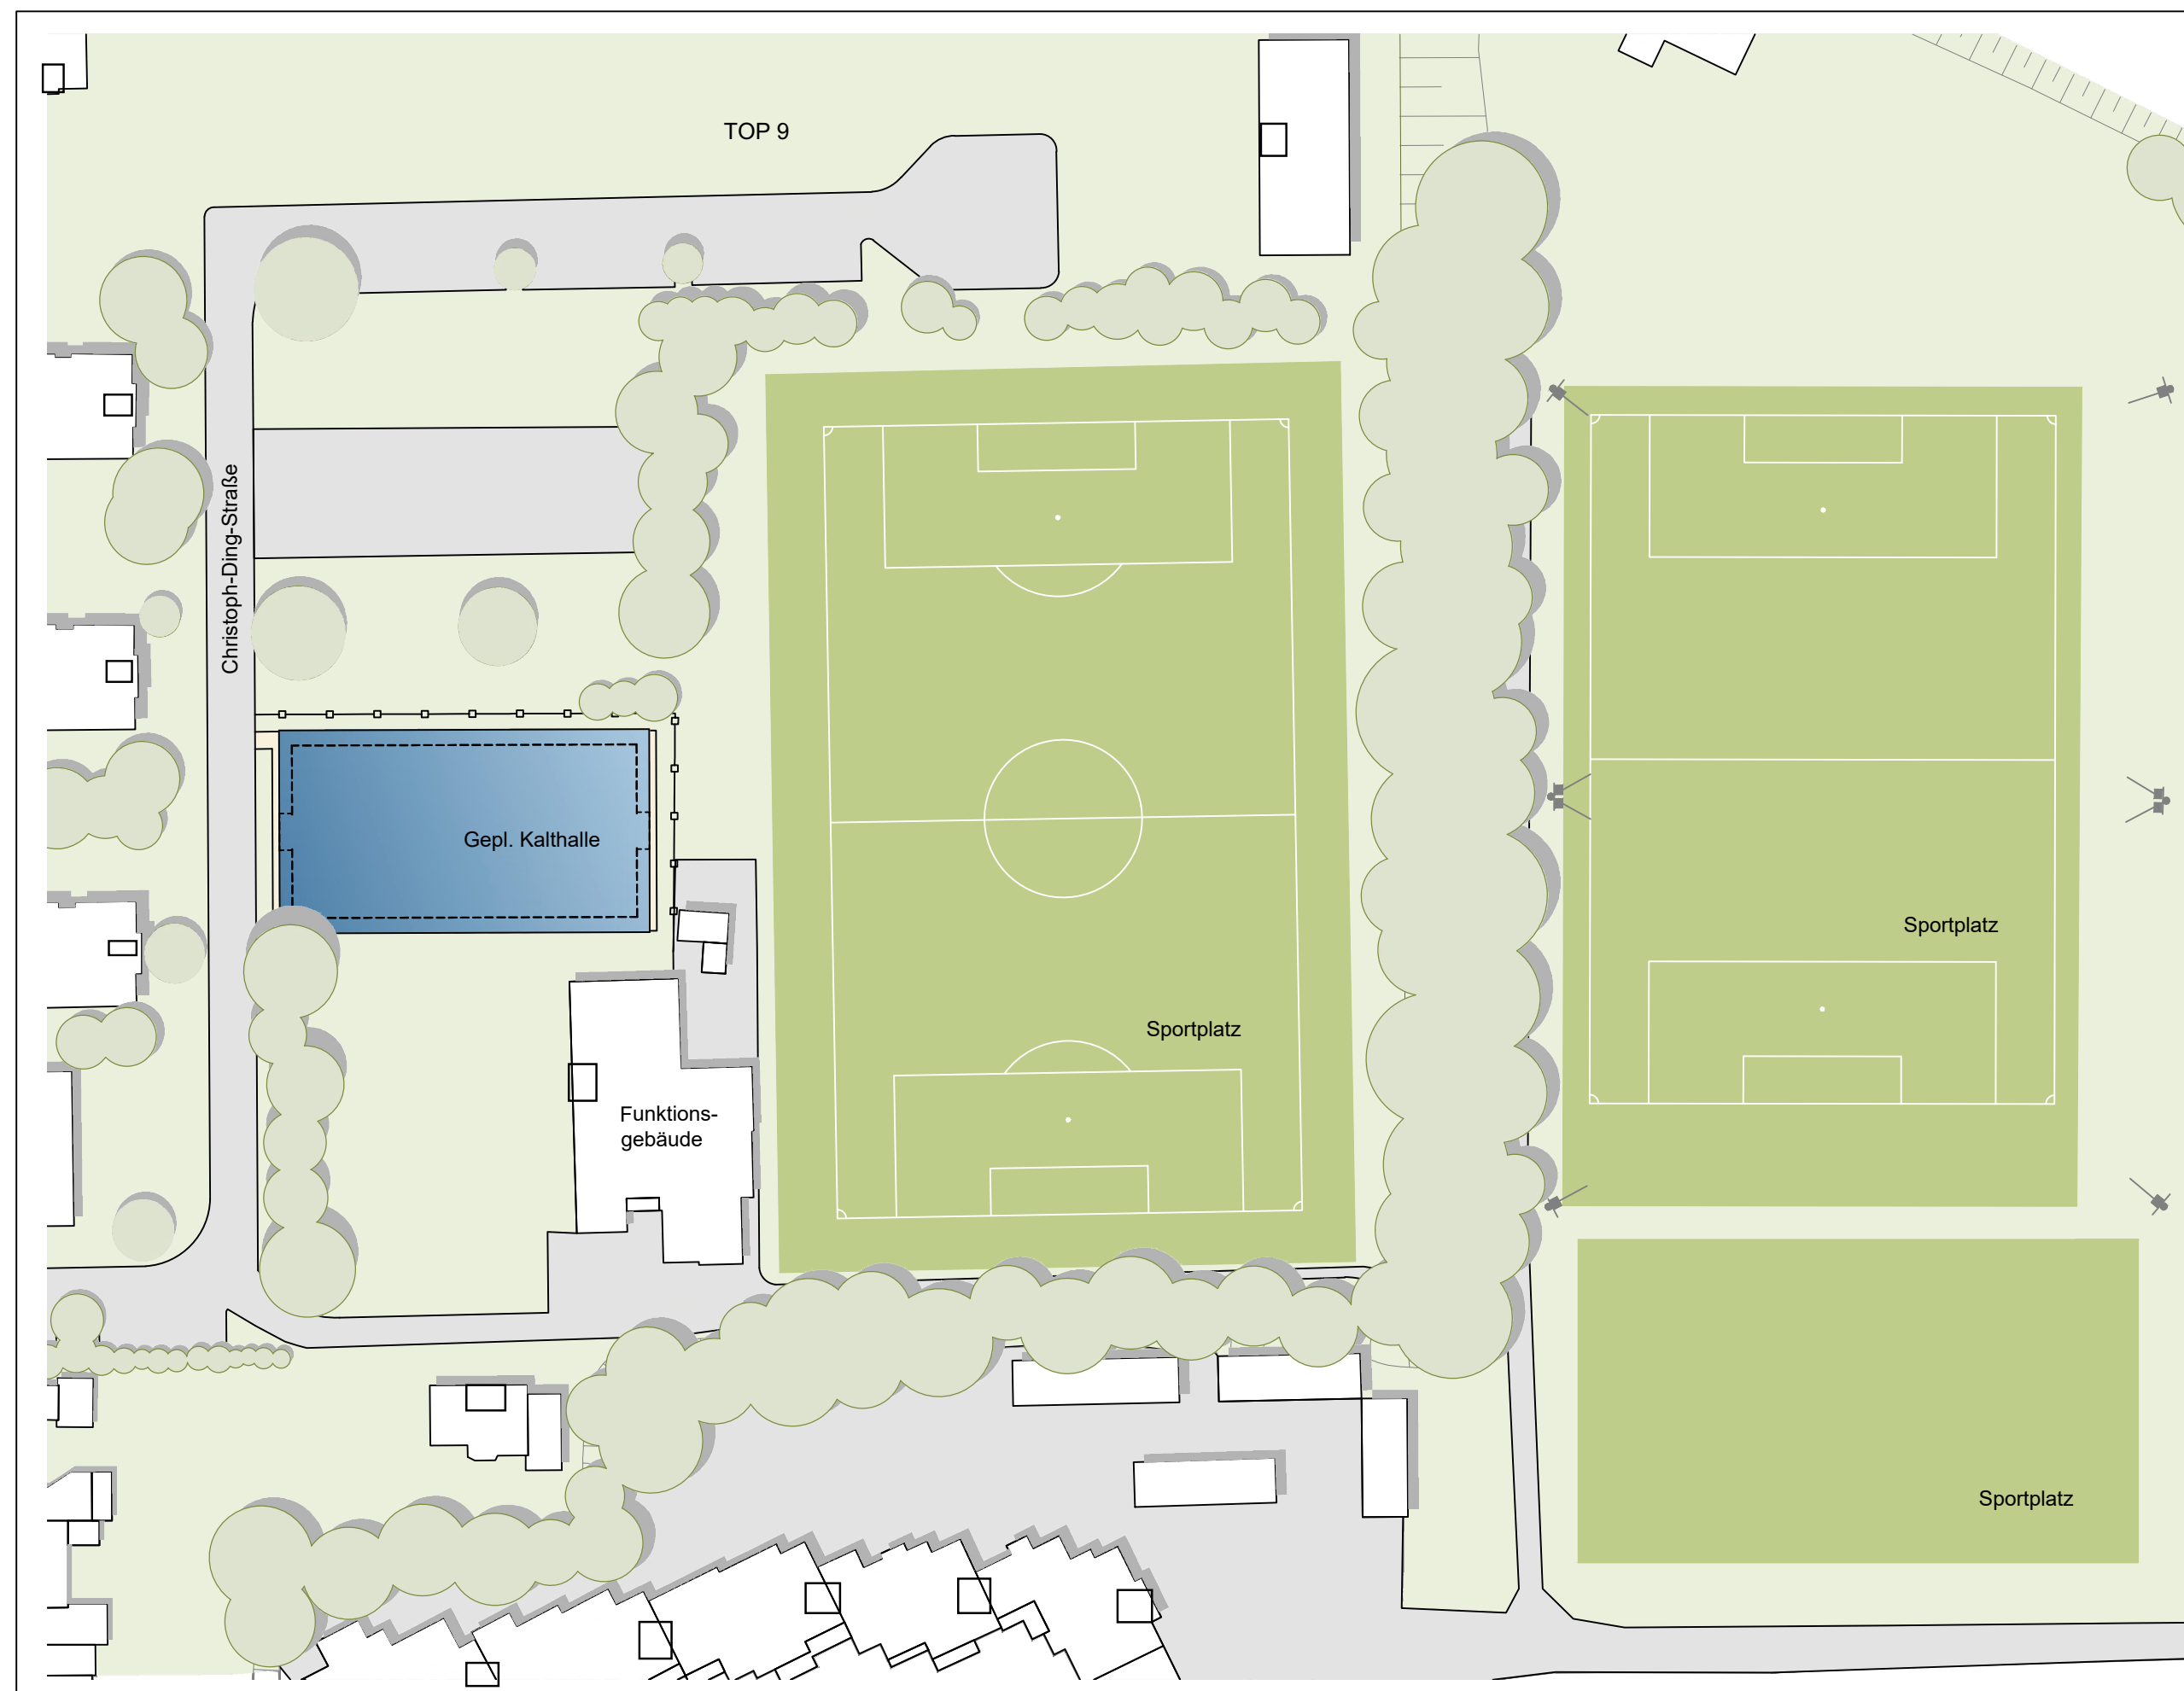 TOP 9
Christoph-Ding-Straße
Gepl. Kalthalle
Sportplatz
Sportplatz
Funktions-
gebäude
Sportplatz